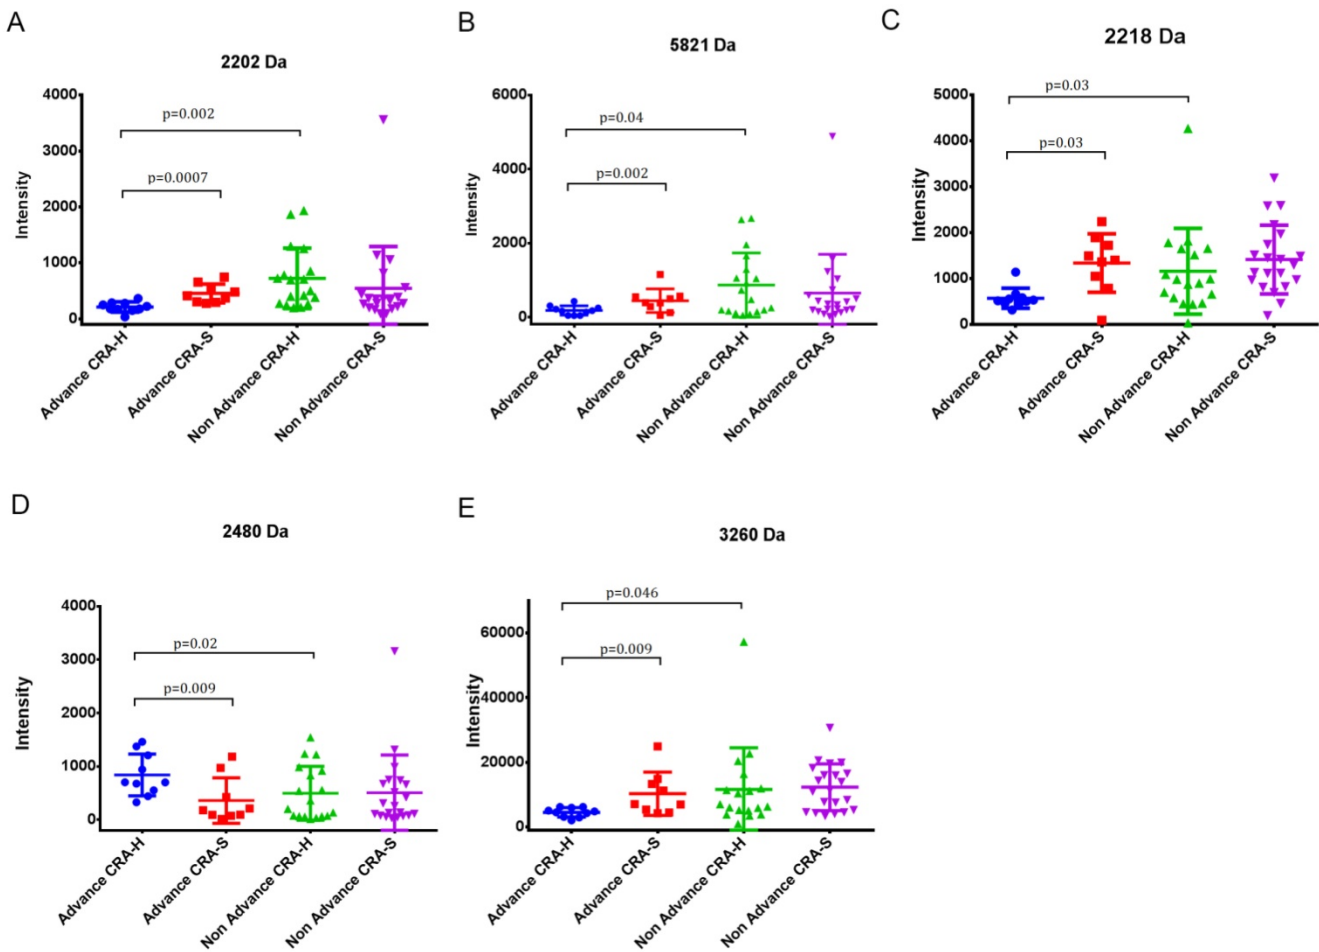 A
2202 Da
4000
3000
2000
1000
0
Intensity
p=0.002
p=0.0007
Advance CRA-H
Advance CRA-S
Non Advance CRA-H
Non Advance CRA-S
B
5821 Da
6000
4000
2000
0
Intensity
p=0.04
p=0.002
Advance CRA-H
Advance CRA-S
Non Advance CRA-H
Non Advance CRA-S
C
2218 Da
5000
4000
3000
2000
1000
0
Intensity
p=0.03
p=0.03
Advance CRA-H
Advance CRA-S
Non Advance CRA-H
Non Advance CRA-S
D
2480 Da
4000
3000
2000
1000
0
Intensity
p=0.02
p=0.009
Advance CRA-H
Advance CRA-S
Non Advance CRA-H
Non Advance CRA-S
E
3260 Da
60000
40000
20000
0
Intensity
p=0.046
p=0.009
Advance CRA-H
Advance CRA-S
Non Advance CRA-H
Non Advance CRA-S